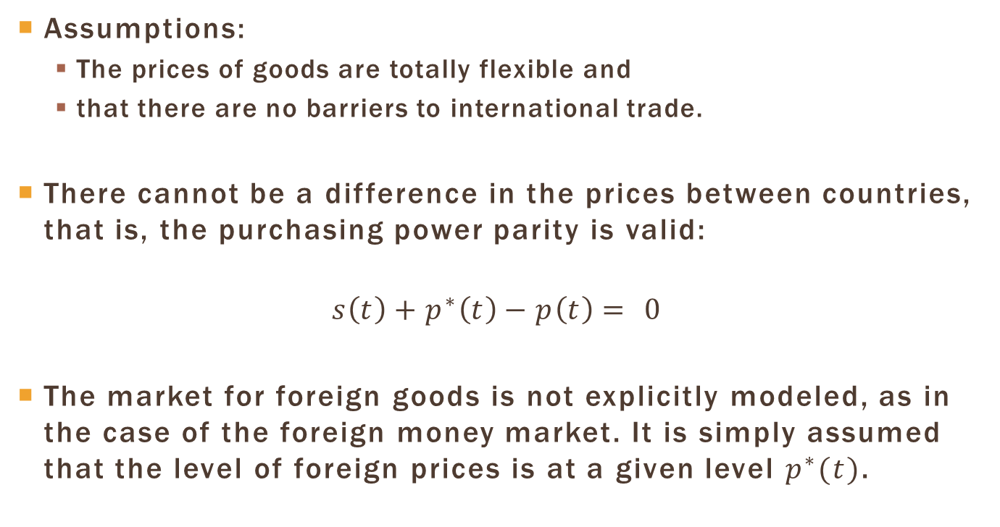 Assumptions:
The prices of goods are totally flexible and
that there are no barriers to international trade.
There cannot be a difference in the prices between countries,
that is, the purchasing power parity is valid:
s(t) + p*(t) − p(t) = 0
The market for foreign goods is not explicitly modeled, as in
the case of the foreign money market. It is simply assumed
that the level of foreign prices is at a given level p*(t).